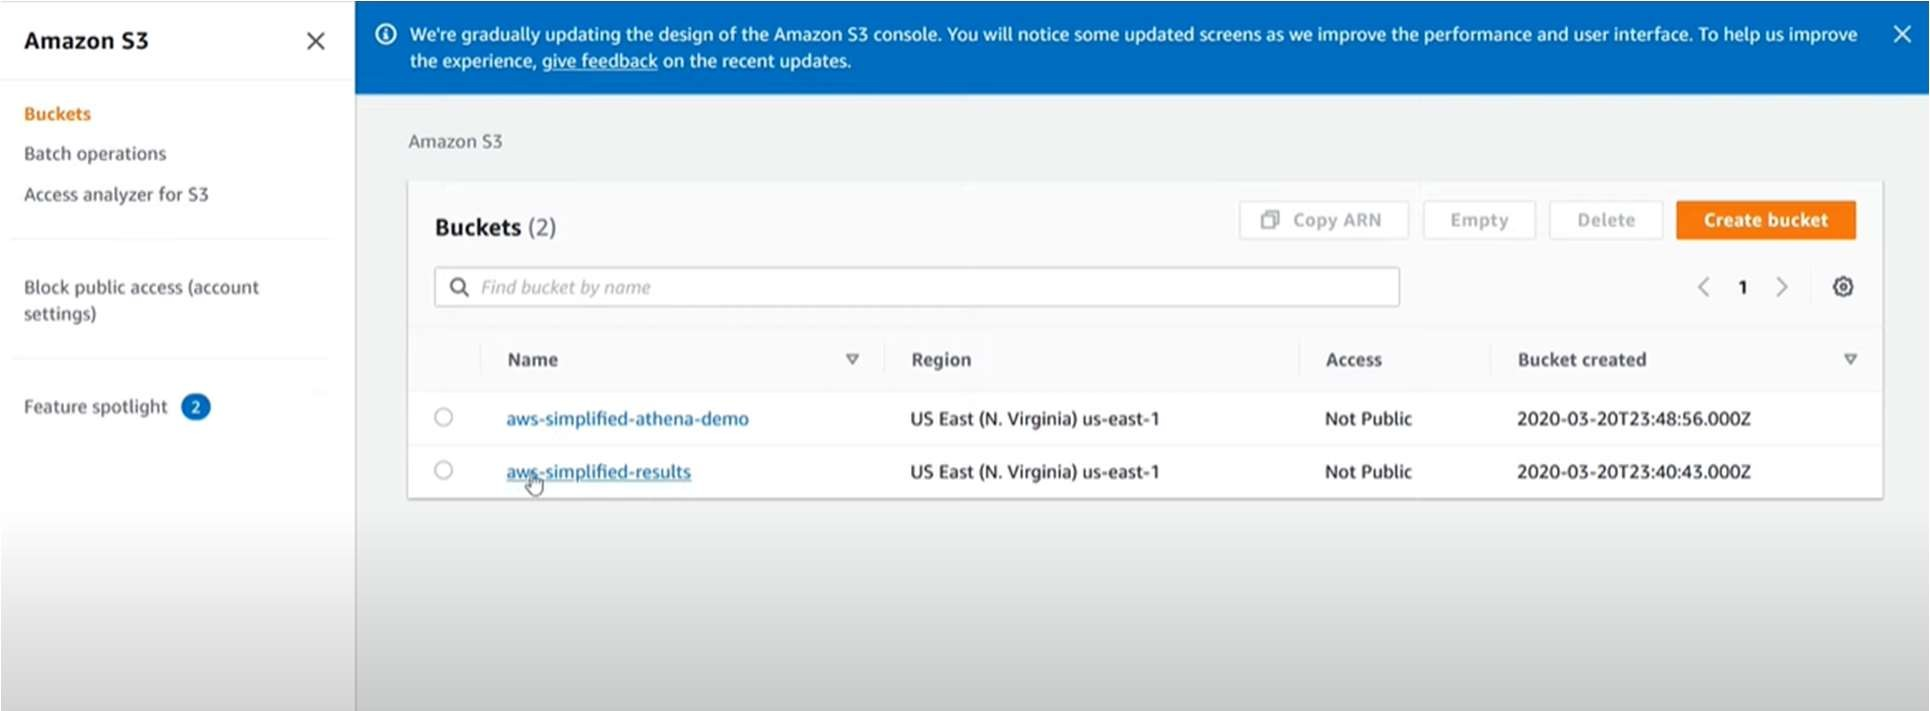 Amazon S3
We're gradually updating the design of the Amazon S3 console. You will notice some updated screens as we improve the performance and user interface. To help us improve
the experience, give feedback on the recent updates.
Buckets
Batch operations
Access analyzer for S3
Block public access (account
settings)
Feature spotlight 2
Amazon S3
Buckets (2)
Copy ARN
Empty
Delete
Create bucket
Find bucket by name
1
Name Region Access Bucket created
aws-simplified-athena-demo US East (N. Virginia) us-east-1 Not Public 2020-03-20T23:48:56.000Z
aws-simplified-results US East (N. Virginia) us-east-1 Not Public 2020-03-20T23:40:43.000Z